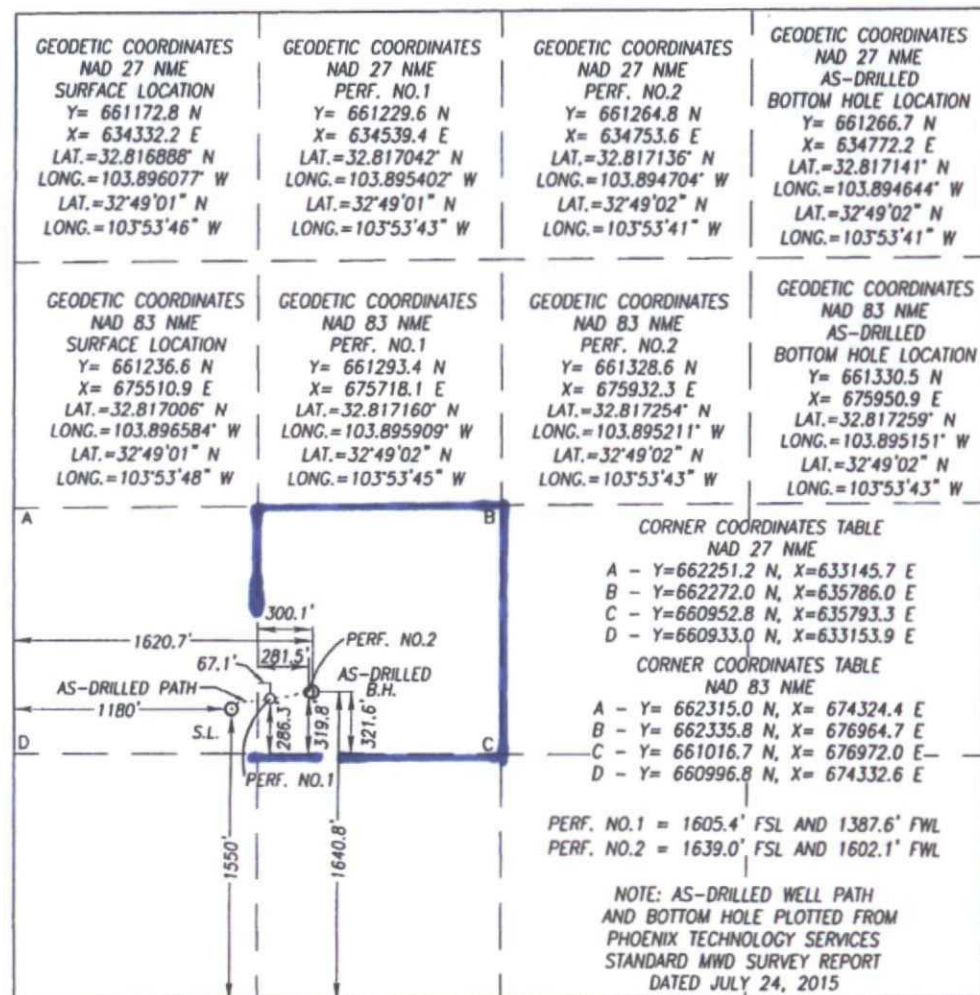 GEODETIC COORDINATES
NAD 27 NME
SURFACE LOCATION
Y= 661172.8 N
X= 634332.2 E
LAT.=32.816888° N
LONG.=103.896077° W
LAT.=32°49'01" N
LONG.=103°53'46" W
GEODETIC COORDINATES
NAD 27 NME
PERF. NO.1
Y= 661229.6 N
X= 634539.4 E
LAT.=32.817042° N
LONG.=103.895402° W
LAT.=32°49'01" N
LONG.=103°53'43" W
GEODETIC COORDINATES
NAD 27 NME
PERF. NO.2
Y= 661264.8 N
X= 634753.6 E
LAT.=32.817136° N
LONG.=103.894704° W
LAT.=32°49'02" N
LONG.=103°53'41" W
GEODETIC COORDINATES
NAD 27 NME
AS-DRILLED
BOTTOM HOLE LOCATION
Y= 661266.7 N
X= 634772.2 E
LAT.=32.817141° N
LONG.=103.894644° W
LAT.=32°49'02" N
LONG.=103°53'41" W
GEODETIC COORDINATES
NAD 83 NME
SURFACE LOCATION
Y= 661236.6 N
X= 675510.9 E
LAT.=32.817006° N
LONG.=103.896584° W
LAT.=32°49'01" N
LONG.=103°53'48" W
GEODETIC COORDINATES
NAD 83 NME
PERF. NO.1
Y= 661293.4 N
X= 675718.1 E
LAT.=32.817160° N
LONG.=103.895909° W
LAT.=32°49'02" N
LONG.=103°53'45" W
GEODETIC COORDINATES
NAD 83 NME
PERF. NO.2
Y= 661328.6 N
X= 675932.3 E
LAT.=32.817254° N
LONG.=103.895211° W
LAT.=32°49'02" N
LONG.=103°53'43" W
GEODETIC COORDINATES
NAD 83 NME
AS-DRILLED
BOTTOM HOLE LOCATION
Y= 661330.5 N
X= 675950.9 E
LAT.=32.817259° N
LONG.=103.895151° W
LAT.=32°49'02" N
LONG.=103°53'43" W
A
B
300.1'
1620.7'
PERF. NO.2
281.5'
67.1'
AS-DRILLED
B.H.
AS-DRILLED PATH
1180'
S.L.
286.3'
319.8'
321.6'
D
C
PERF. NO.1
1550'
1640.8'
CORNER COORDINATES TABLE
NAD 27 NME
A - Y=662251.2 N, X=633145.7 E
B - Y=662272.0 N, X=635786.0 E
C - Y=660952.8 N, X=635793.3 E
D - Y=660933.0 N, X=633153.9 E
CORNER COORDINATES TABLE
NAD 83 NME
A - Y= 662315.0 N, X= 674324.4 E
B - Y= 662335.8 N, X= 676964.7 E
C - Y= 661016.7 N, X= 676972.0 E
D - Y= 660996.8 N, X= 674332.6 E
PERF. NO.1 = 1605.4' FSL AND 1387.6' FWL
PERF. NO.2 = 1639.0' FSL AND 1602.1' FWL
NOTE: AS-DRILLED WELL PATH
AND BOTTOM HOLE PLOTTED FROM
PHOENIX TECHNOLOGY SERVICES
STANDARD MWD SURVEY REPORT
DATED JULY 24, 2015